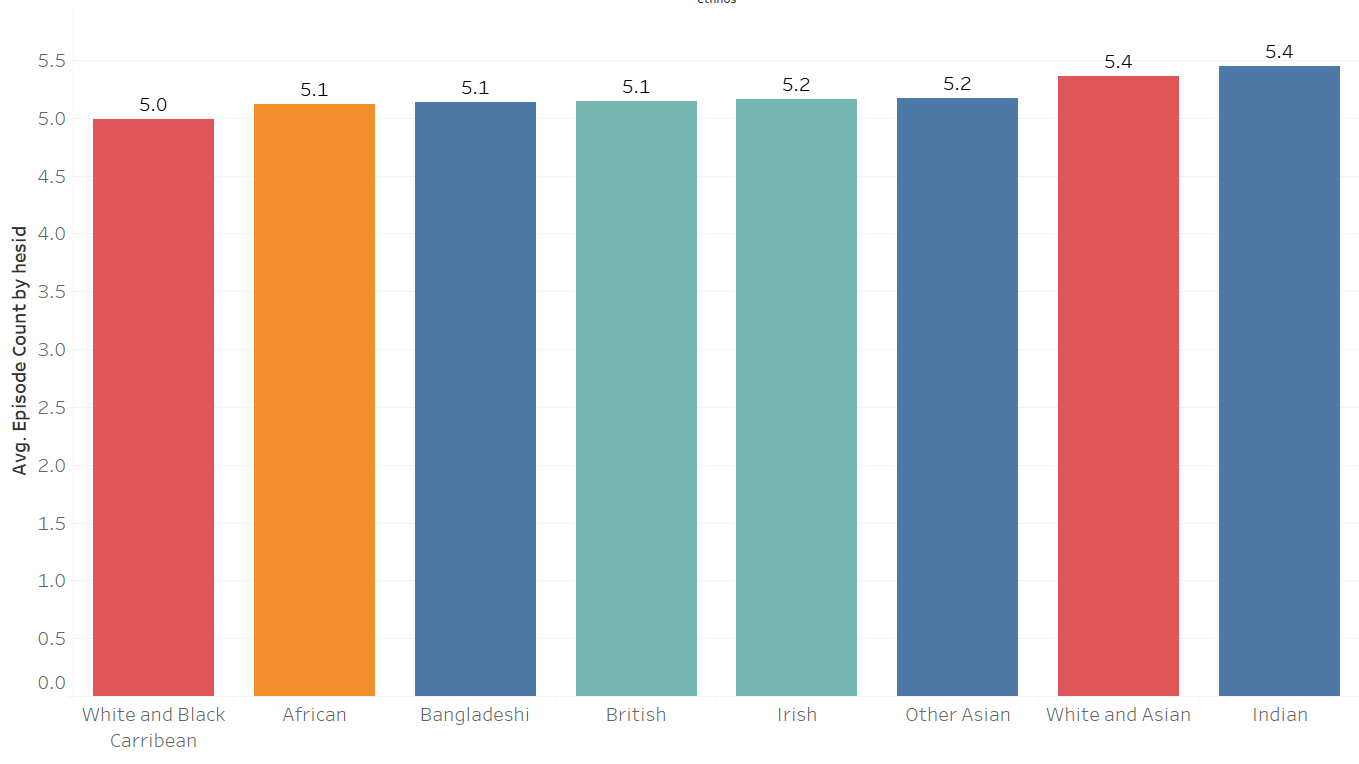 ethnos
Avg. Episode Count by hesid
5.5
5.0
4.5
4.0
3.5
3.0
2.5
2.0
1.5
1.0
0.5
0.0
5.0
5.1
5.1
5.1
5.2
5.2
5.4
5.4
White and Black
Carribean
African
Bangladeshi
British
Irish
Other Asian
White and Asian
Indian